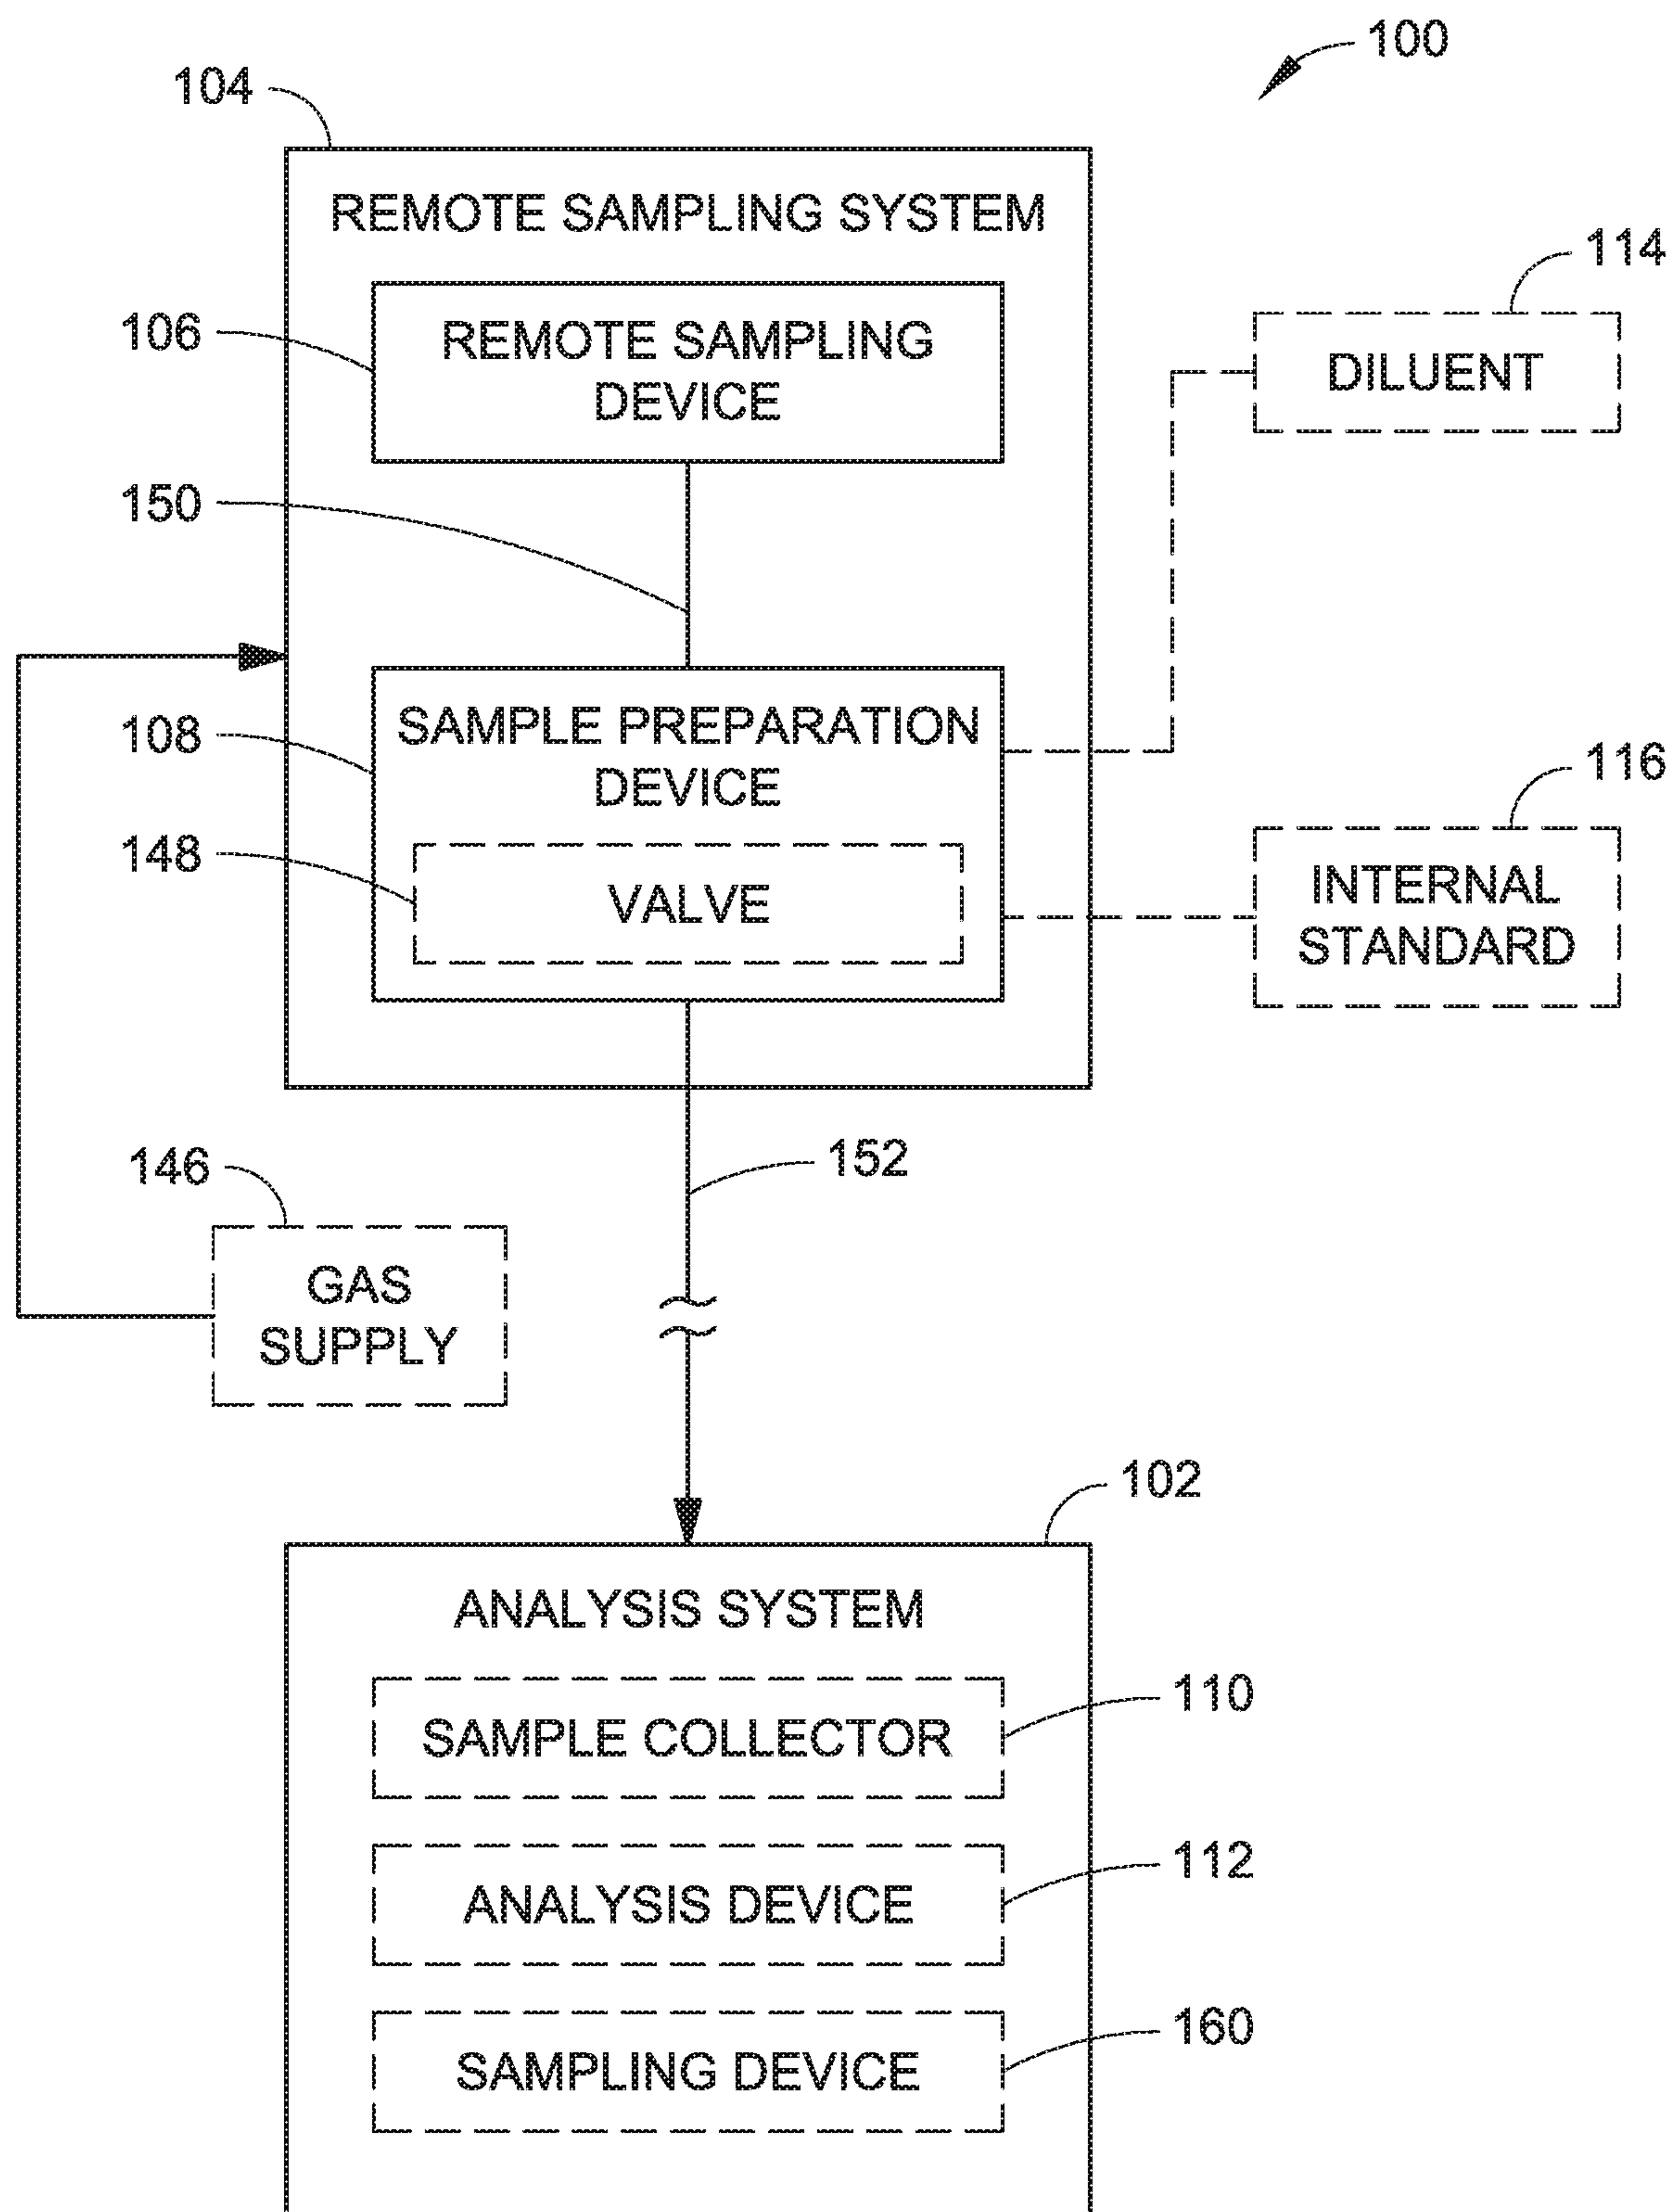 100
104
REMOTE SAMPLING SYSTEM
114
106
REMOTE SAMPLING
DEVICE
DILUENT
150
108
SAMPLE PREPARATION
DEVICE
116
148
VALVE
INTERNAL
STANDARD
152
146
GAS
SUPPLY
102
ANALYSIS SYSTEM
110
SAMPLE COLLECTOR
112
ANALYSIS DEVICE
160
SAMPLING DEVICE